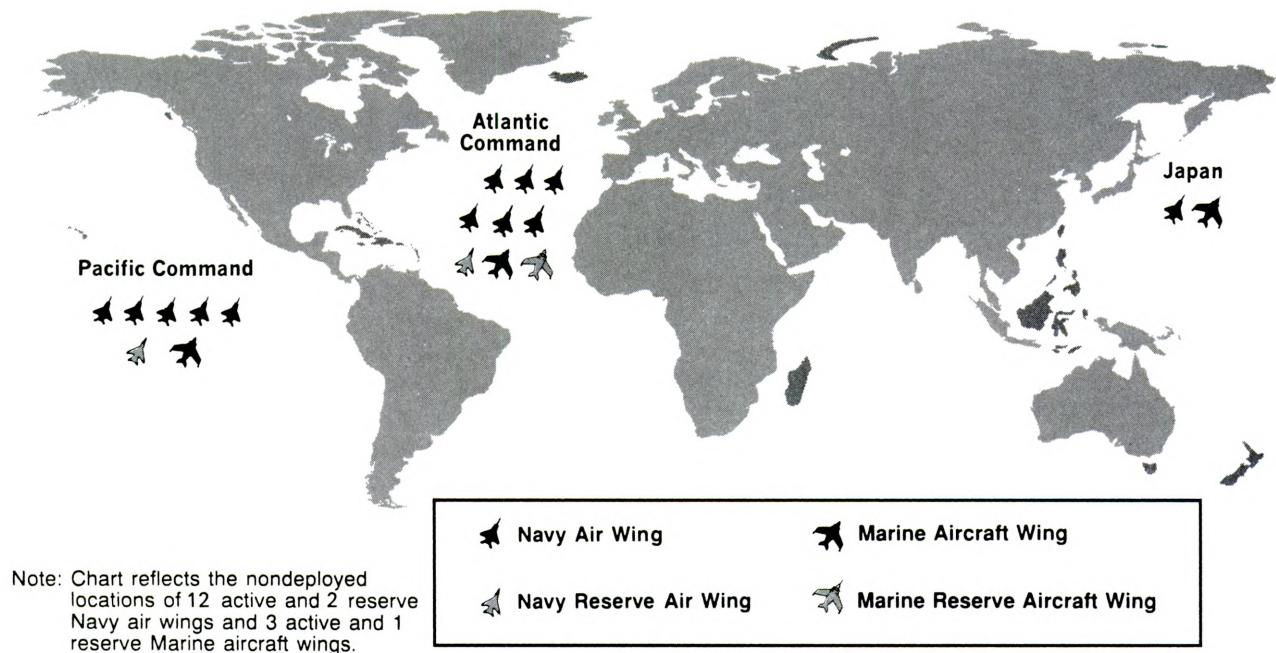 Atlantic
Command
Japan
Pacific Command
Navy Air Wing
Marine Aircraft Wing
Navy Reserve Air Wing
Marine Reserve Aircraft Wing
Note: Chart reflects the nondeployed
locations of 12 active and 2 reserve
Navy air wings and 3 active and 1
reserve Marine aircraft wings.